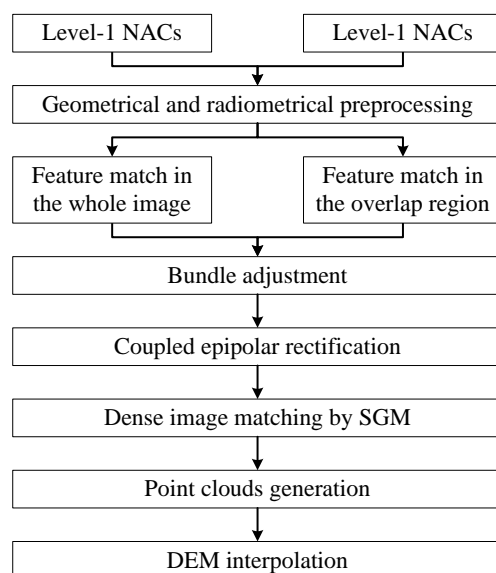 Level-1 NACs
Level-1 NACs
Geometrical and radiometrical preprocessing
Feature match in
the whole image
Feature match in
the overlap region
Bundle adjustment
Coupled epipolar rectification
Dense image matching by SGM
Point clouds generation
DEM interpolation